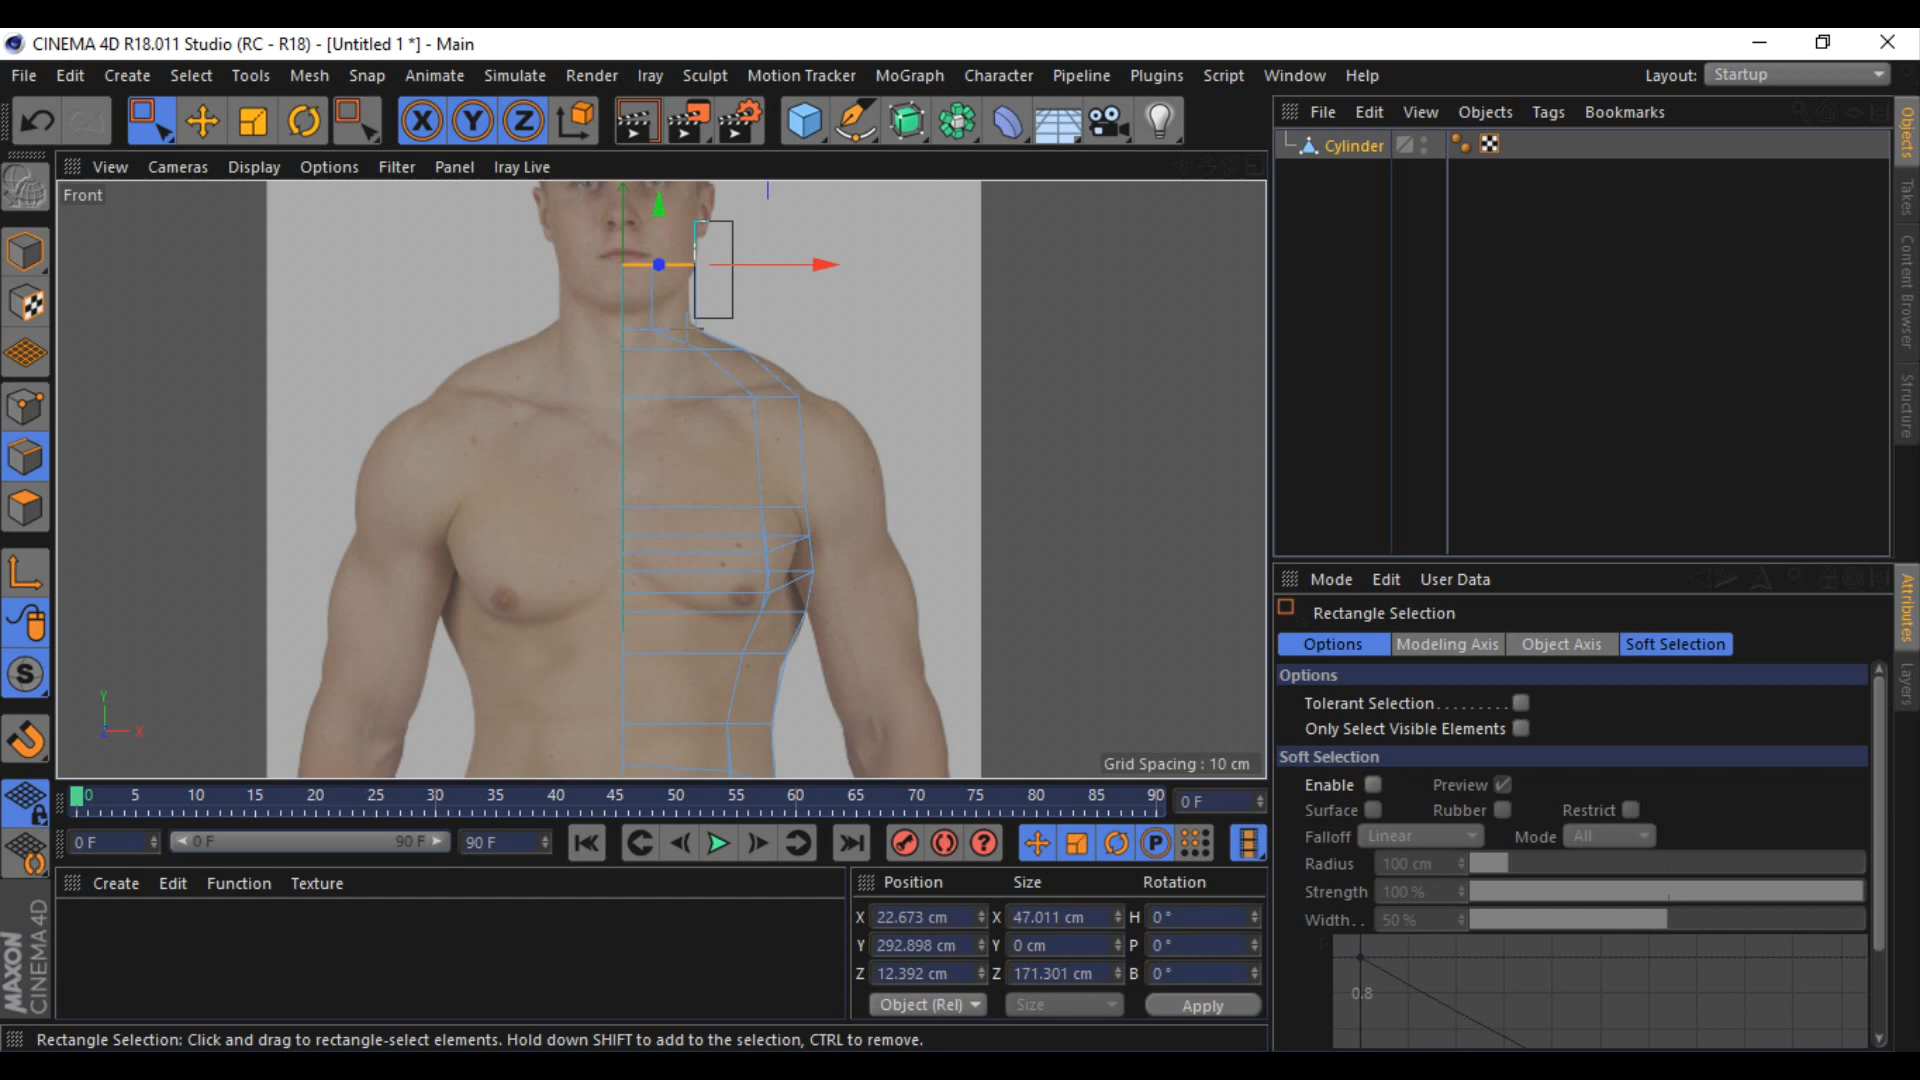 CINEMA 4D R18.011 Studio (RC - R18) - [Untitled 1 *] - Main
File Edit Create Select Tools Mesh Snap Animate Simulate Render Iray Sculpt Motion Tracker MoGraph Character Pipeline Plugins Script Window Help Layout: Startup
X Y Z
File Edit View Objects Tags Bookmarks
Cylinder
View Cameras Display Options Filter Panel Iray Live
Front
Objects
Takes
Content Browser
Structure
Y
Z X
Grid Spacing : 10 cm
S
Mode Edit User Data
Rectangle Selection
Options Modeling Axis Object Axis Soft Selection
Options
Tolerant Selection
Only Select Visible Elements
Soft Selection
Enable Preview
Surface Rubber Restrict
Falloff Linear Mode All
Radius 100 cm
Strength 100 %
Width. . 50 %
0.8
Attributes
Layers
0 5 10 15 20 25 30 35 40 45 50 55 60 65 70 75 80 85 90 0 F
0 F 0 F 90 F 90 F ? P
Create Edit Function Texture
Position Size Rotation
X 22.673 cm X 47.011 cm H 0 °
Y 292.898 cm Y 0 cm P 0 °
Z 12.392 cm Z 171.301 cm B 0 °
Object (Rel) Size Apply
MAXON
CINEMA 4D
Rectangle Selection: Click and drag to rectangle-select elements. Hold down SHIFT to add to the selection, CTRL to remove.